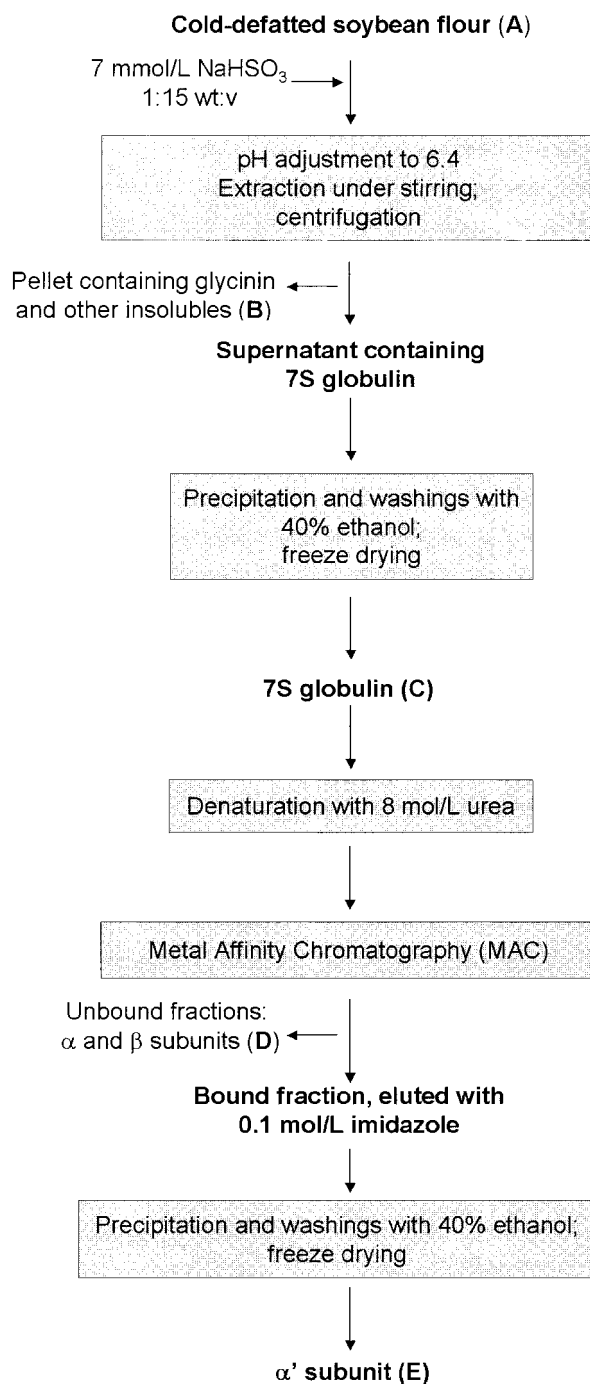 Cold-defatted soybean flour (A)
7 mmol/L NaHSO₃
1:15 wt:v
pH adjustment to 6.4
Extraction under stirring;
centrifugation
Pellet containing glycinin
and other insolubles (B)
Supernatant containing
7S globulin
Precipitation and washings with
40% ethanol;
freeze drying
7S globulin (C)
Denaturation with 8 mol/L urea
Metal Affinity Chromatography (MAC)
Unbound fractions:
α and β subunits (D)
Bound fraction, eluted with
0.1 mol/L imidazole
Precipitation and washings with 40% ethanol;
freeze drying
α' subunit (E)